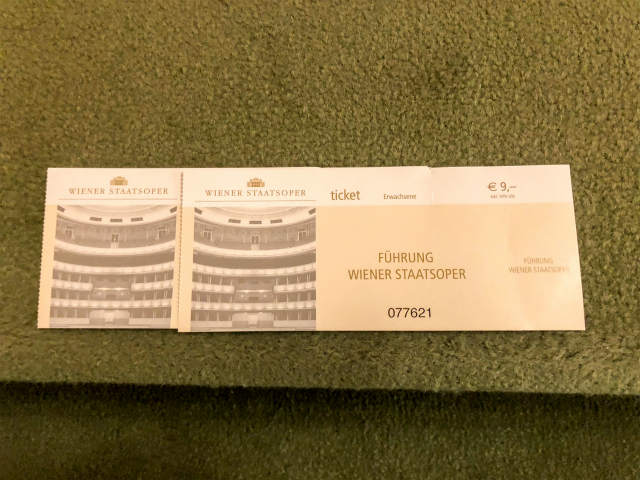 WIENER STAATSOPER
WIENER STAATSOPER
ticket
Erwachsener
€ 9,–
FÜHRUNG
WIENER STAATSOPER
077621
FÜHRUNG
WIENER STAATSOPER